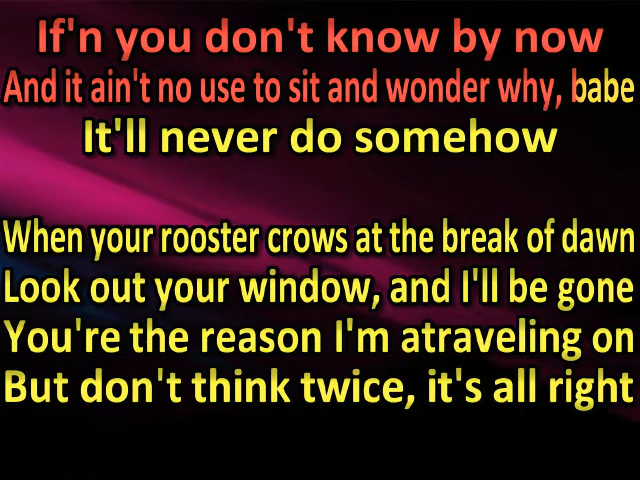 If'n you don't know by now
And it ain't no use to sit and wonder why, babe
It'll never do somehow
When your rooster crows at the break of dawn
Look out your window, and I'll be gone
You're the reason I'm atraveling on
But don't think twice, it's all right